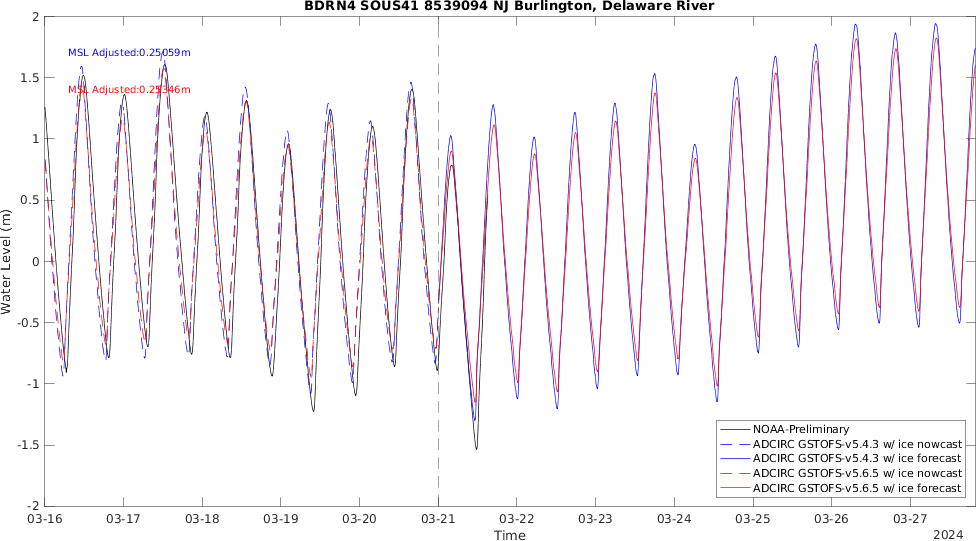 BDRN4 SOUS41 8539094 NJ Burlington, Delaware River
2
1.5
1
0.5
0
-0.5
-1
-1.5
-2
Water Level (m)
MSL Adjusted:0.25059m
MSL Adjusted:0.25346m
NOAA-Preliminary
ADCIRC GSTOFS-v5.4.3 w/ ice nowcast
ADCIRC GSTOFS-v5.4.3 w/ ice forecast
ADCIRC GSTOFS-v5.6.5 w/ ice nowcast
ADCIRC GSTOFS-v5.6.5 w/ ice forecast
03-16 03-17 03-18 03-19 03-20 03-21 03-22 03-23 03-24 03-25 03-26 03-27
Time
2024